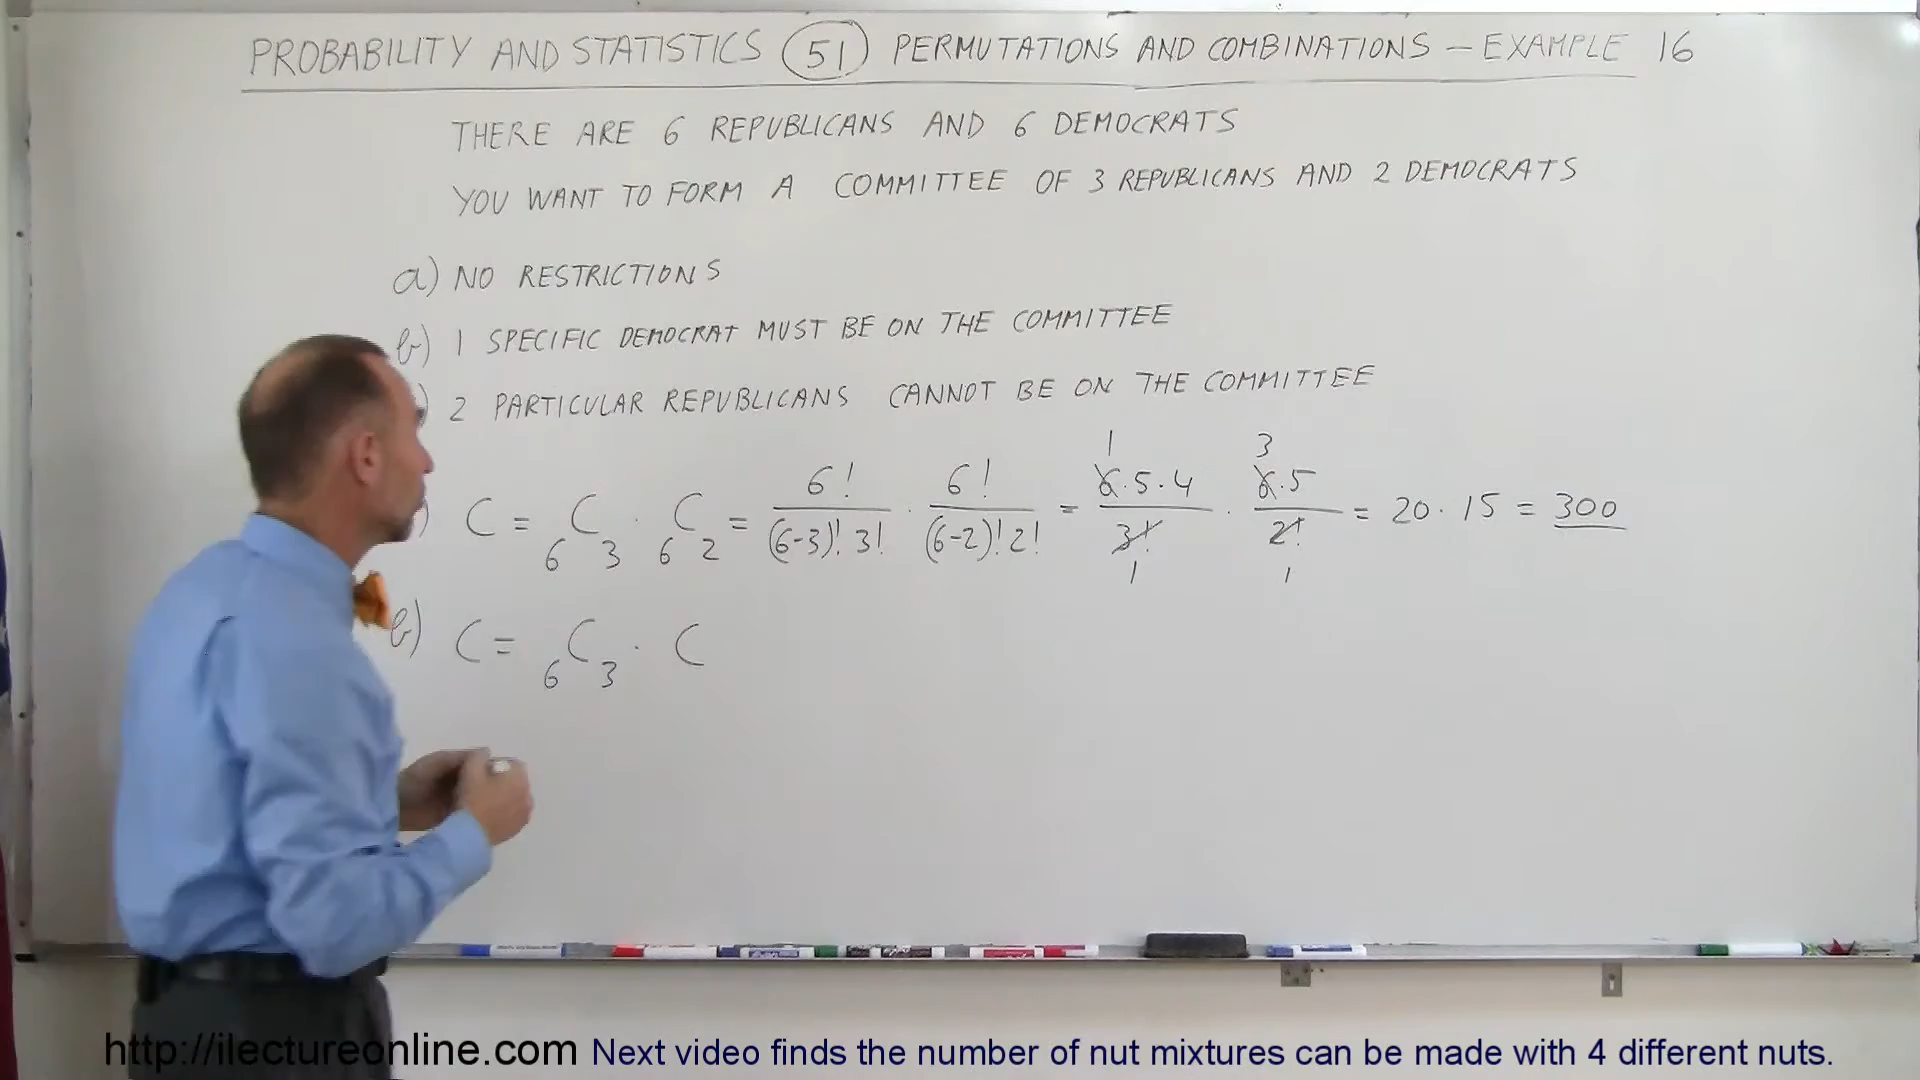 PROBABILITY AND STATISTICS 51 PERMUTATIONS AND COMBINATIONS — EXAMPLE 16
THERE ARE 6 REPUBLICANS AND 6 DEMOCRATS
YOU WANT TO FORM A COMMITTEE OF 3 REPUBLICANS AND 2 DEMOCRATS
a) NO RESTRICTIONS
b) 1 SPECIFIC DEMOCRAT MUST BE ON THE COMMITTEE
) 2 PARTICULAR REPUBLICANS CANNOT BE ON THE COMMITTEE
) C = 6C3 · 6C2 = 6!/(6-3)!3! · 6!/(6-2)!2! = 6·5·4/3! · 6·5/2! = 20·15 = 300
1 3
1 1
b) C = 6C3 · C
http://ilectureonline.com Next video finds the number of nut mixtures can be made with 4 different nuts.